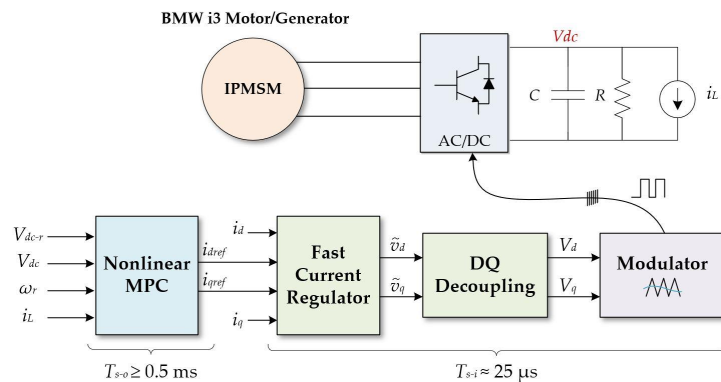 BMW i3 Motor/Generator
IPMSM
AC/DC
Vdc
C
R
iL
Vdc-r
Vdc
ωr
iL
Nonlinear
MPC
idref
iqref
id
iq
Fast
Current
Regulator
ṽd
ṽq
DQ
Decoupling
Vd
Vq
Modulator
Ts-o ≥ 0.5 ms
Ts-i ≈ 25 μs